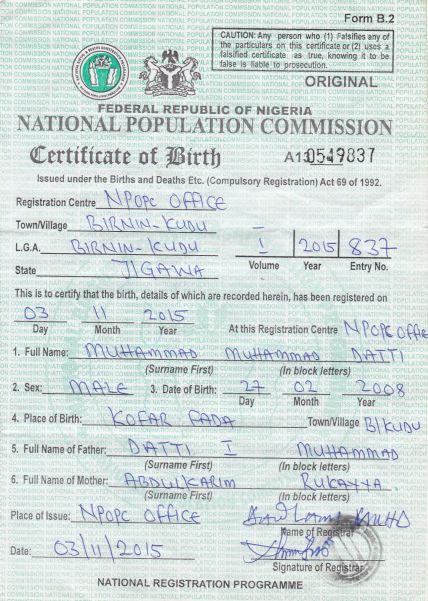 Form B.2
CAUTION: Any person who (1) Falsifies any of
the particulars on this certificate or (2) uses a
falsified certificate as true, knowing it to be
false is liable to prosecution.
ORIGINAL
FEDERAL REPUBLIC OF NIGERIA
NATIONAL POPULATION COMMISSION
Certificate of Birth
A13 0549837
Issued under the Births and Deaths Etc. (Compulsory Registration) Act 69 of 1992.
Registration Centre NPOPC OFFICE
Town/Village BIRNIN-KUDU –
L.G.A. BIRNIN-KUDU 1 2015 837
State JIGAWA Volume Year Entry No.
This is to certify that the birth, details of which are recorded herein, has been registered on
03 11 2015
Day Month Year At this Registration Centre NPOPC OFFICE
1. Full Name: MUHAMMAD MUHAMMAD DATTI
(Surname First) (In block letters)
2. Sex: MALE 3. Date of Birth: 27 02 2008
Day Month Year
4. Place of Birth: KOFAR FADA Town/Village B/KUDU
5. Full Name of Father: DATTI I MUHAMMAD
(Surname First) (In block letters)
6. Full Name of Mother: ABDULKARIM RUKAYYA
(Surname First) (In block letters)
Place of Issue: NPOPC OFFICE
Name of Registrar
Date: 03/11/2015
Signature of Registrar
NATIONAL REGISTRATION PROGRAMME